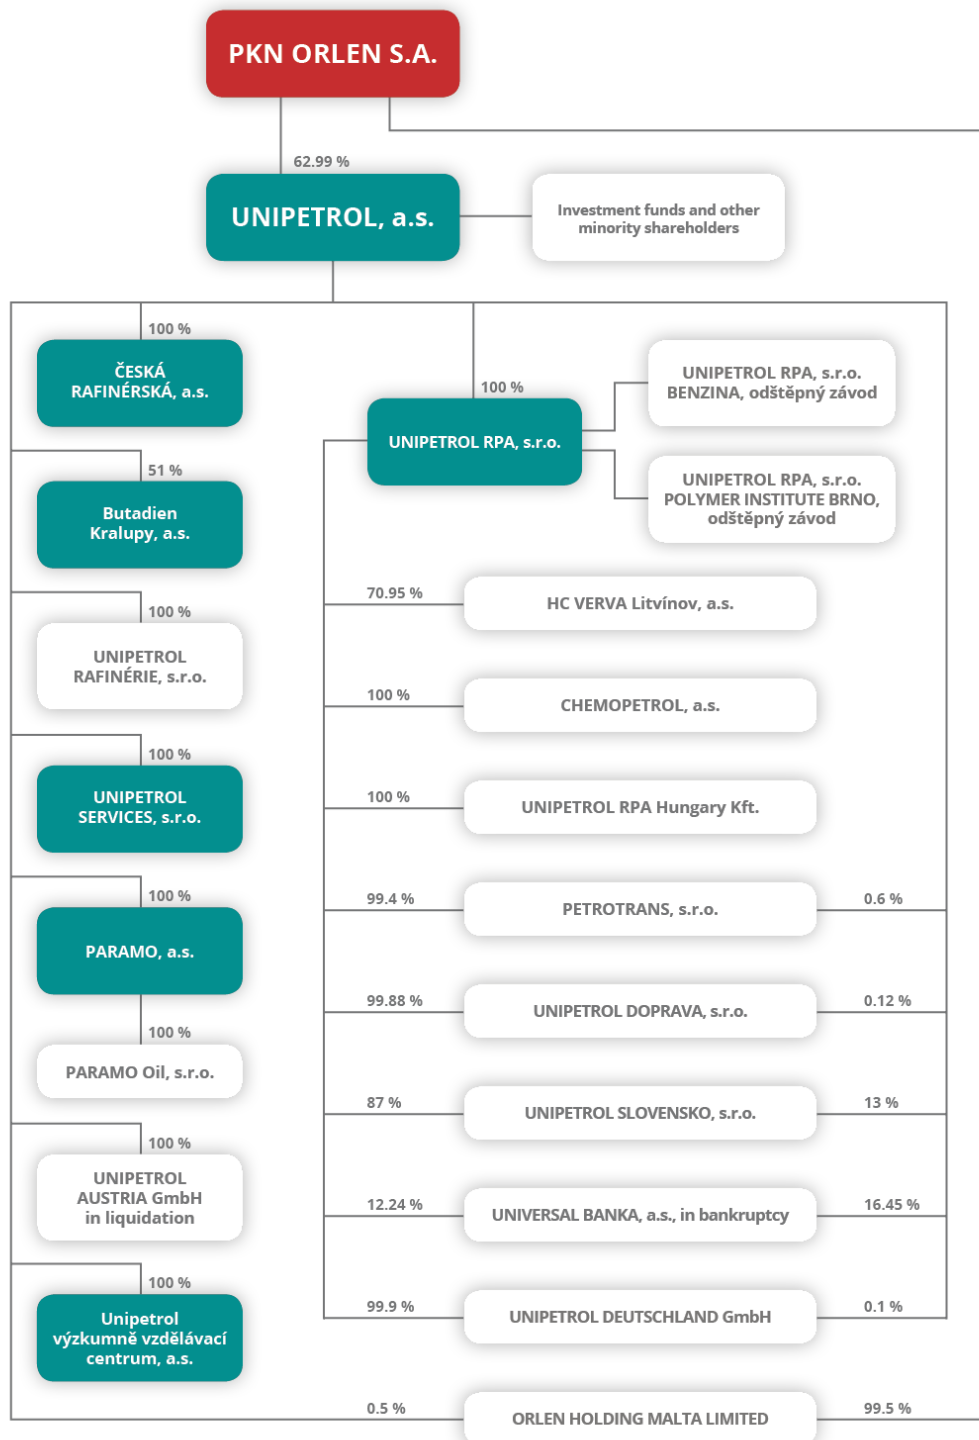 PKN ORLEN S.A.
62.99 %
UNIPETROL, a.s.
Investment funds and other
minority shareholders
100 %
ČESKÁ
RAFINÉRSKÁ, a.s.
51 %
Butadien
Kralupy, a.s.
100 %
UNIPETROL
RAFINÉRIE, s.r.o.
100 %
UNIPETROL
SERVICES, s.r.o.
100 %
PARAMO, a.s.
100 %
PARAMO Oil, s.r.o.
100 %
UNIPETROL
AUSTRIA GmbH
in liquidation
100 %
Unipetrol
výzkumně vzdělávací
centrum, a.s.
100 %
UNIPETROL RPA, s.r.o.
UNIPETROL RPA, s.r.o.
BENZINA, odštěpný závod
UNIPETROL RPA, s.r.o.
POLYMER INSTITUTE BRNO,
odštěpný závod
70.95 %
HC VERVA Litvínov, a.s.
100 %
CHEMOPETROL, a.s.
100 %
UNIPETROL RPA Hungary Kft.
99.4 %
PETROTRANS, s.r.o.
0.6 %
99.88 %
UNIPETROL DOPRAVA, s.r.o.
0.12 %
87 %
UNIPETROL SLOVENSKO, s.r.o.
13 %
12.24 %
UNIVERSAL BANKA, a.s., in bankruptcy
16.45 %
99.9 %
UNIPETROL DEUTSCHLAND GmbH
0.1 %
0.5 %
ORLEN HOLDING MALTA LIMITED
99.5 %